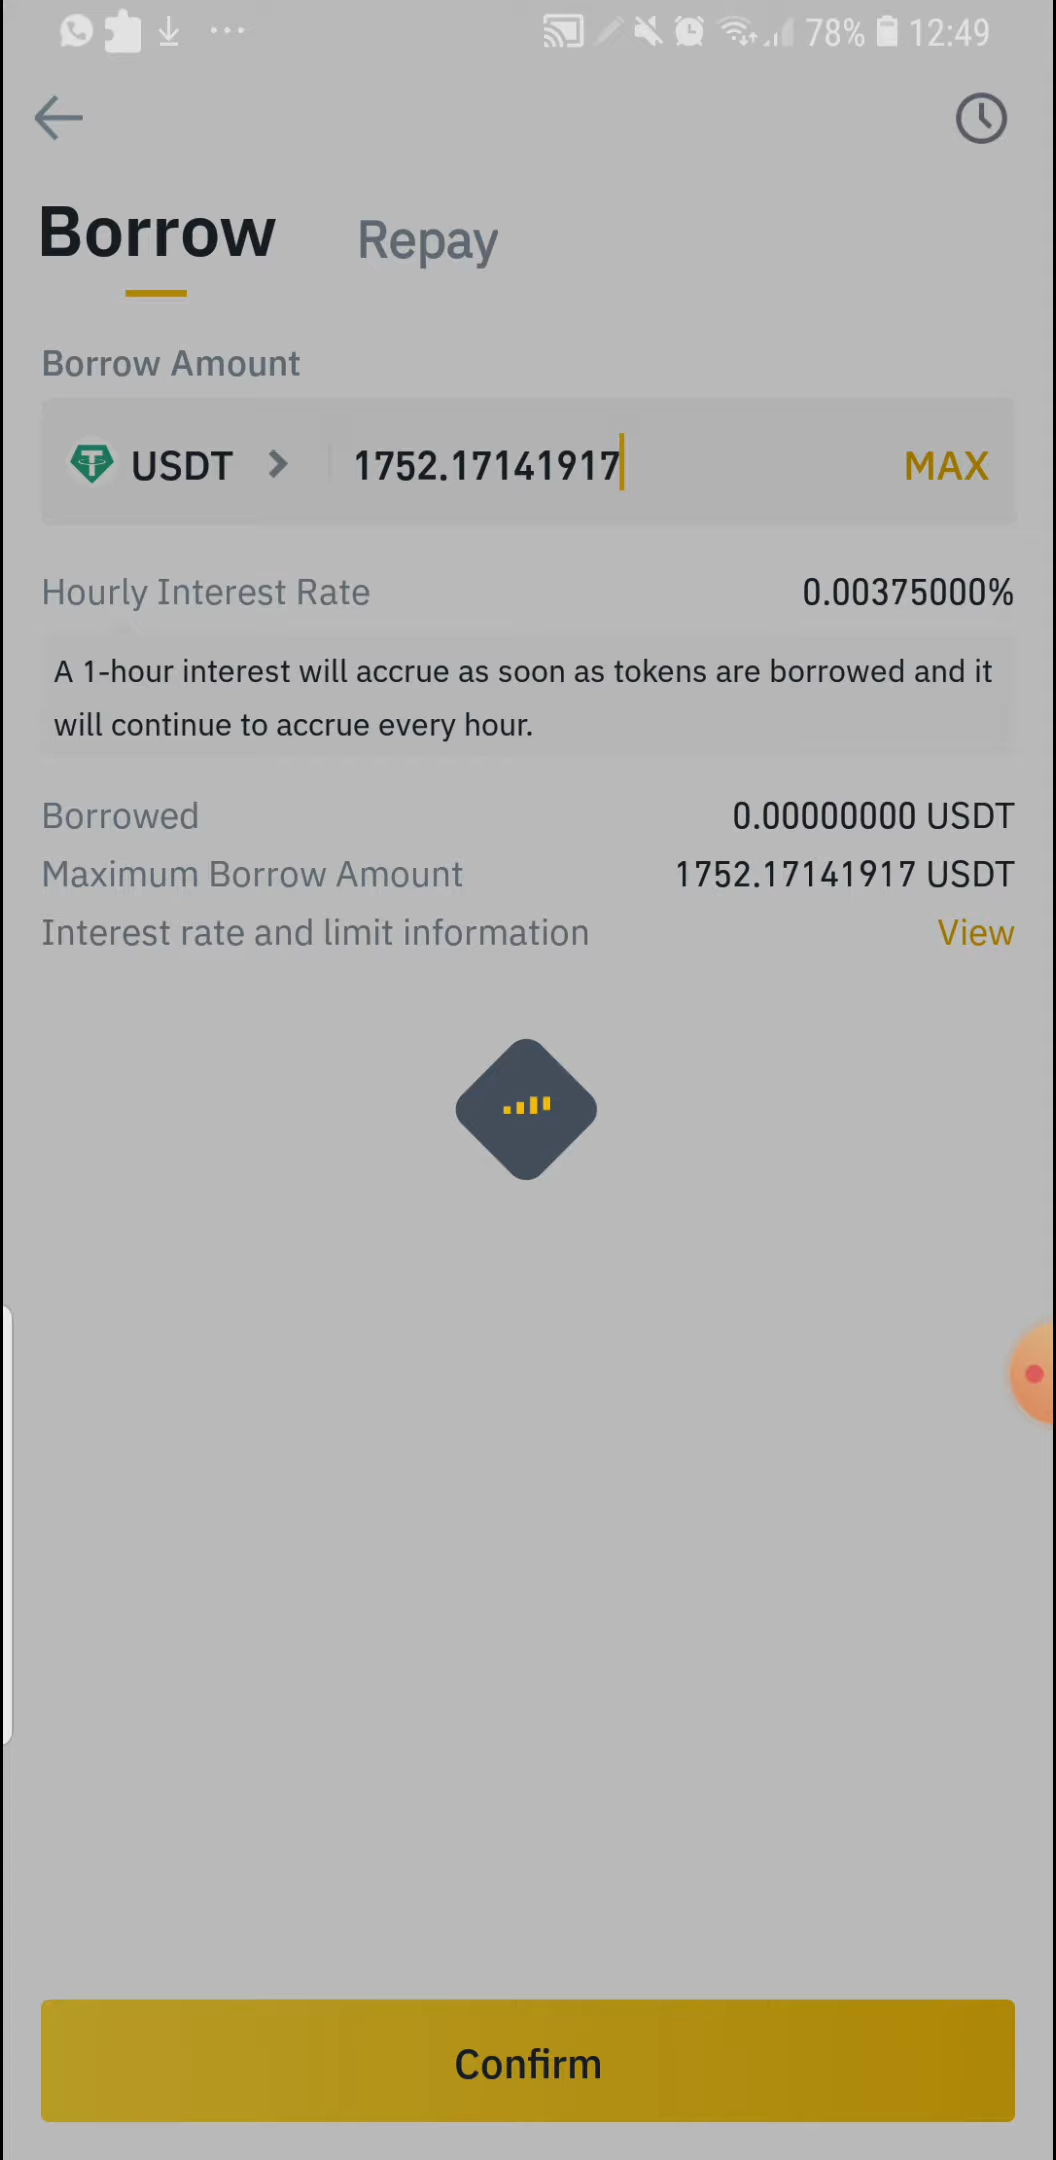 78% 12:49
Borrow Repay
Borrow Amount
USDT 1752.17141917 MAX
Hourly Interest Rate 0.00375000%
A 1-hour interest will accrue as soon as tokens are borrowed and it
will continue to accrue every hour.
Borrowed 0.00000000 USDT
Maximum Borrow Amount 1752.17141917 USDT
Interest rate and limit information View
Confirm